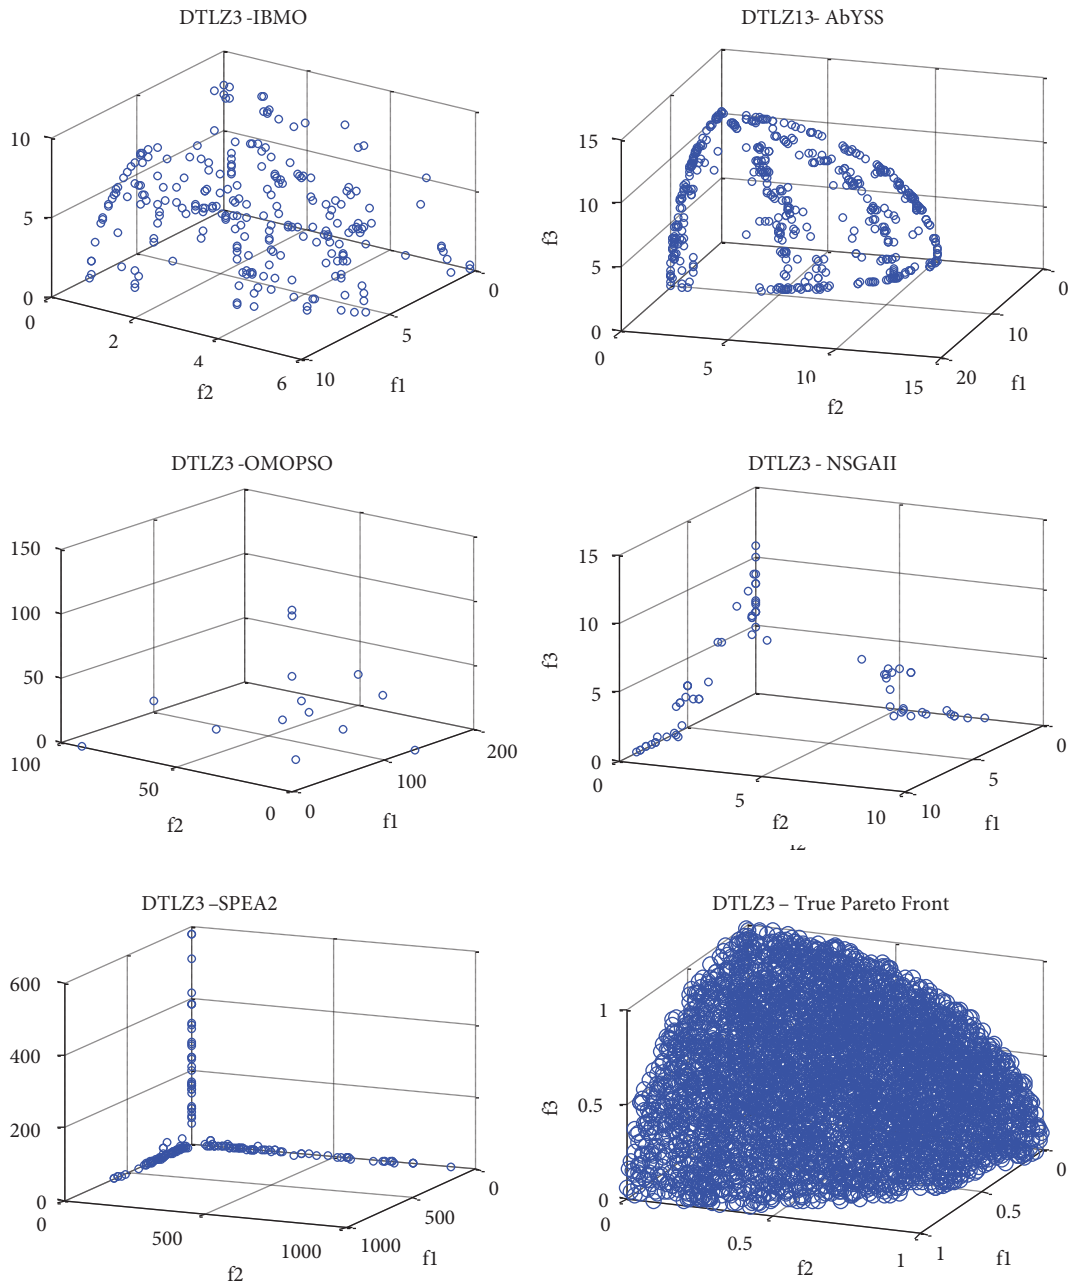 DTLZ3 -IBMO
10
5
0
0
2
4
6
f2
10
5
0
f1
DTLZ13- AbYSS
f3
15
10
5
0
0
5
10
15
f2
20
10
0
f1
DTLZ3 -OMOPSO
150
100
50
0
100
50
0
f2
0
100
200
f1
DTLZ3 - NSGAII
f3
15
10
5
0
0
5
10
f2
10
5
0
f1
DTLZ3 –SPEA2
600
400
200
0
0
500
1000
f2
1000
500
0
f1
DTLZ3 – True Pareto Front
f3
1
0.5
0
0
0.5
1
f2
1
0.5
0
f1